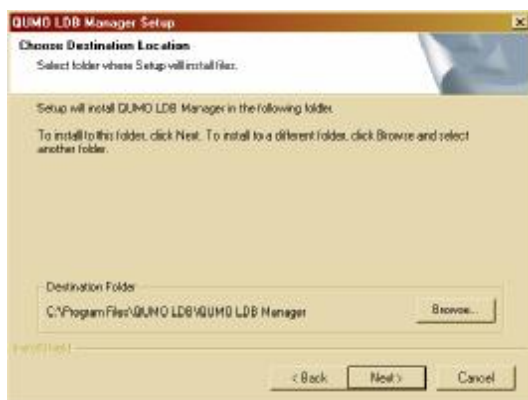 QUMO LDB Manager Setup
Choose Destination Location
Select folder where Setup will install files.
Setup will install QUMO LDB Manager in the following folder.
To install to this folder, click Next. To install to a different folder, click Browse and select
another folder.
Destination Folder
C:\Program Files\QUMO LDB\QUMO LDB Manager
Browse...
InstallShield
< Back
Next >
Cancel